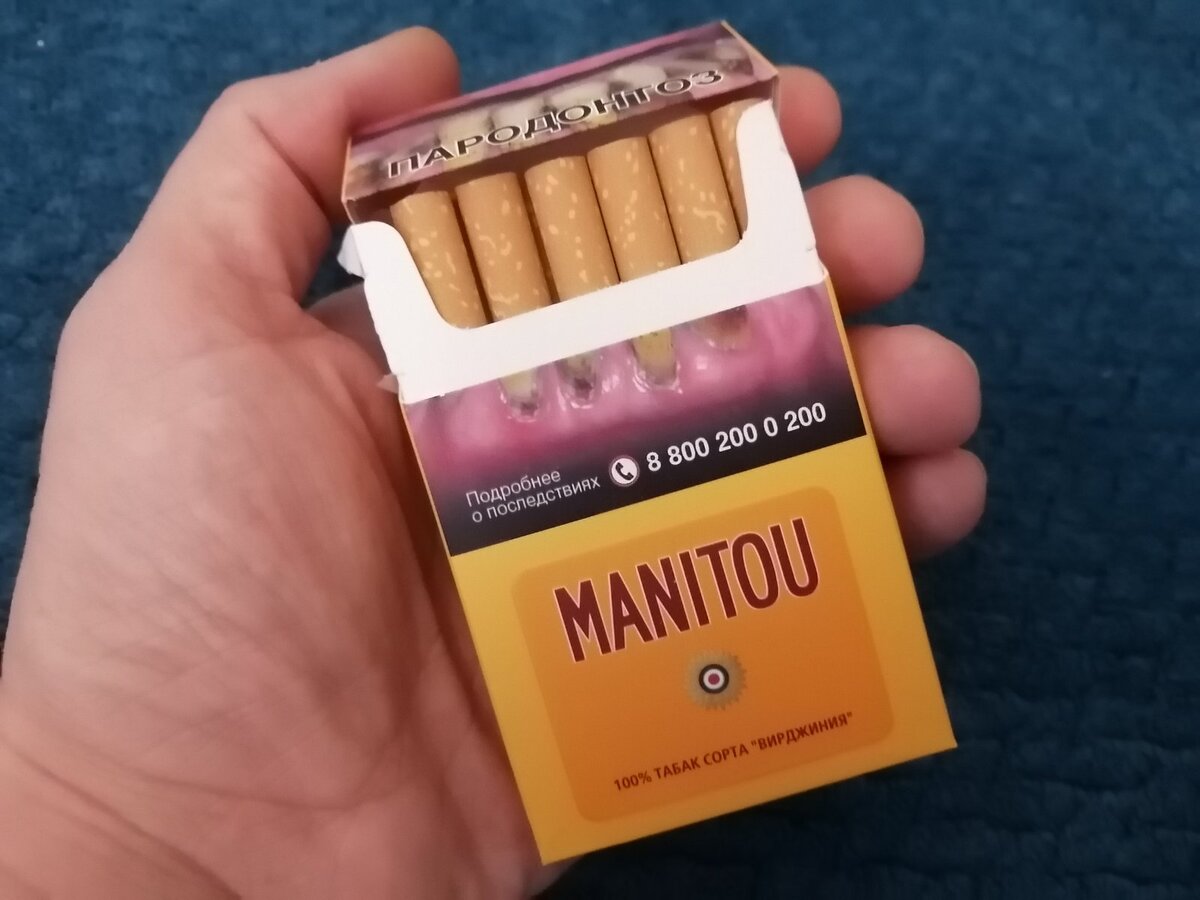 ПАРОДОНТОЗ
Подробнее
о последствиях
8 800 200 0 200
MANITOU
100% ТАБАК СОРТА "ВИРДЖИНИЯ"